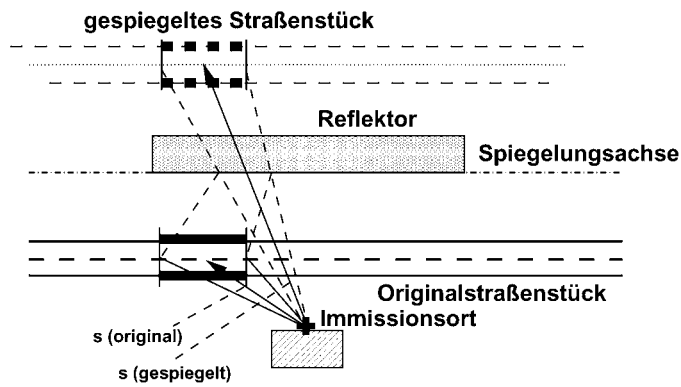 gespiegeltes Straßenstück
Reflektor
Spiegelungsachse
Originalstraßenstück
Immissionsort
s (original)
s (gespiegelt)